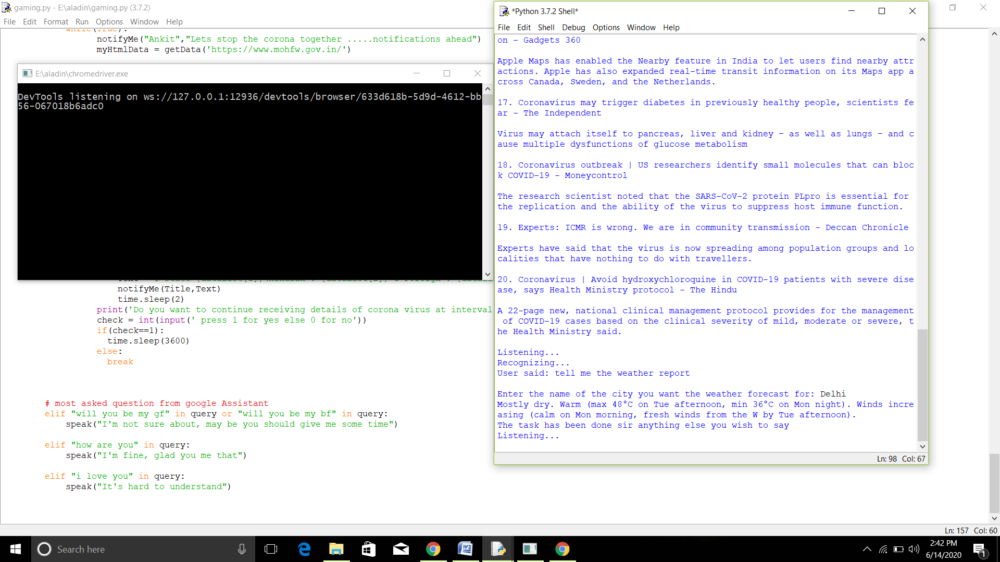 gaming.py - E:\aladin\gaming.py (3.7.2)
File Edit Format Run Options Window Help
while(True):
notifyMe("Ankit","Lets stop the corona together .....notifications ahead")
myHtmlData = getData('https://www.mohfw.gov.in/')
E:\aladin\chromedriver.exe
DevTools listening on ws://127.0.0.1:12936/devtools/browser/633d618b-5d9d-4612-bb
56-067018b6adc0
notifyMe(Title,Text)
time.sleep(2)
print('Do you want to continue receiving details of corona virus at interval
check = int(input(' press 1 for yes else 0 for no'))
if(check==1):
time.sleep(3600)
else:
break
# most asked question from google Assistant
elif "will you be my gf" in query or "will you be my bf" in query:
speak("I'm not sure about, may be you should give me some time")
elif "how are you" in query:
speak("I'm fine, glad you me that")
elif "i love you" in query:
speak("It's hard to understand")
*Python 3.7.2 Shell*
File Edit Shell Debug Options Window Help
on - Gadgets 360
Apple Maps has enabled the Nearby feature in India to let users find nearby attr
actions. Apple has also expanded real-time transit information on its Maps app a
cross Canada, Sweden, and the Netherlands.
17. Coronavirus may trigger diabetes in previously healthy people, scientists fe
ar - The Independent
Virus may attach itself to pancreas, liver and kidney – as well as lungs – and c
ause multiple dysfunctions of glucose metabolism
18. Coronavirus outbreak | US researchers identify small molecules that can bloc
k COVID-19 - Moneycontrol
The research scientist noted that the SARS-CoV-2 protein PLpro is essential for
the replication and the ability of the virus to suppress host immune function.
19. Experts: ICMR is wrong. We are in community transmission - Deccan Chronicle
Experts have said that the virus is now spreading among population groups and lo
calities that have nothing to do with travellers.
20. Coronavirus | Avoid hydroxychloroquine in COVID-19 patients with severe dise
ase, says Health Ministry protocol - The Hindu
A 22-page new, national clinical management protocol provides for the management
of COVID-19 cases based on the clinical severity of mild, moderate or severe, t
he Health Ministry said.
Listening...
Recognizing...
User said: tell me the weather report
Enter the name of the city you want the weather forecast for: Delhi
Mostly dry. Warm (max 48°C on Tue afternoon, min 36°C on Mon night). Winds incre
asing (calm on Mon morning, fresh winds from the W by Tue afternoon).
The task has been done sir anything else you wish to say
Listening...
Ln: 98 Col: 67
Ln: 157 Col: 60
Search here
2:42 PM
6/14/2020
1